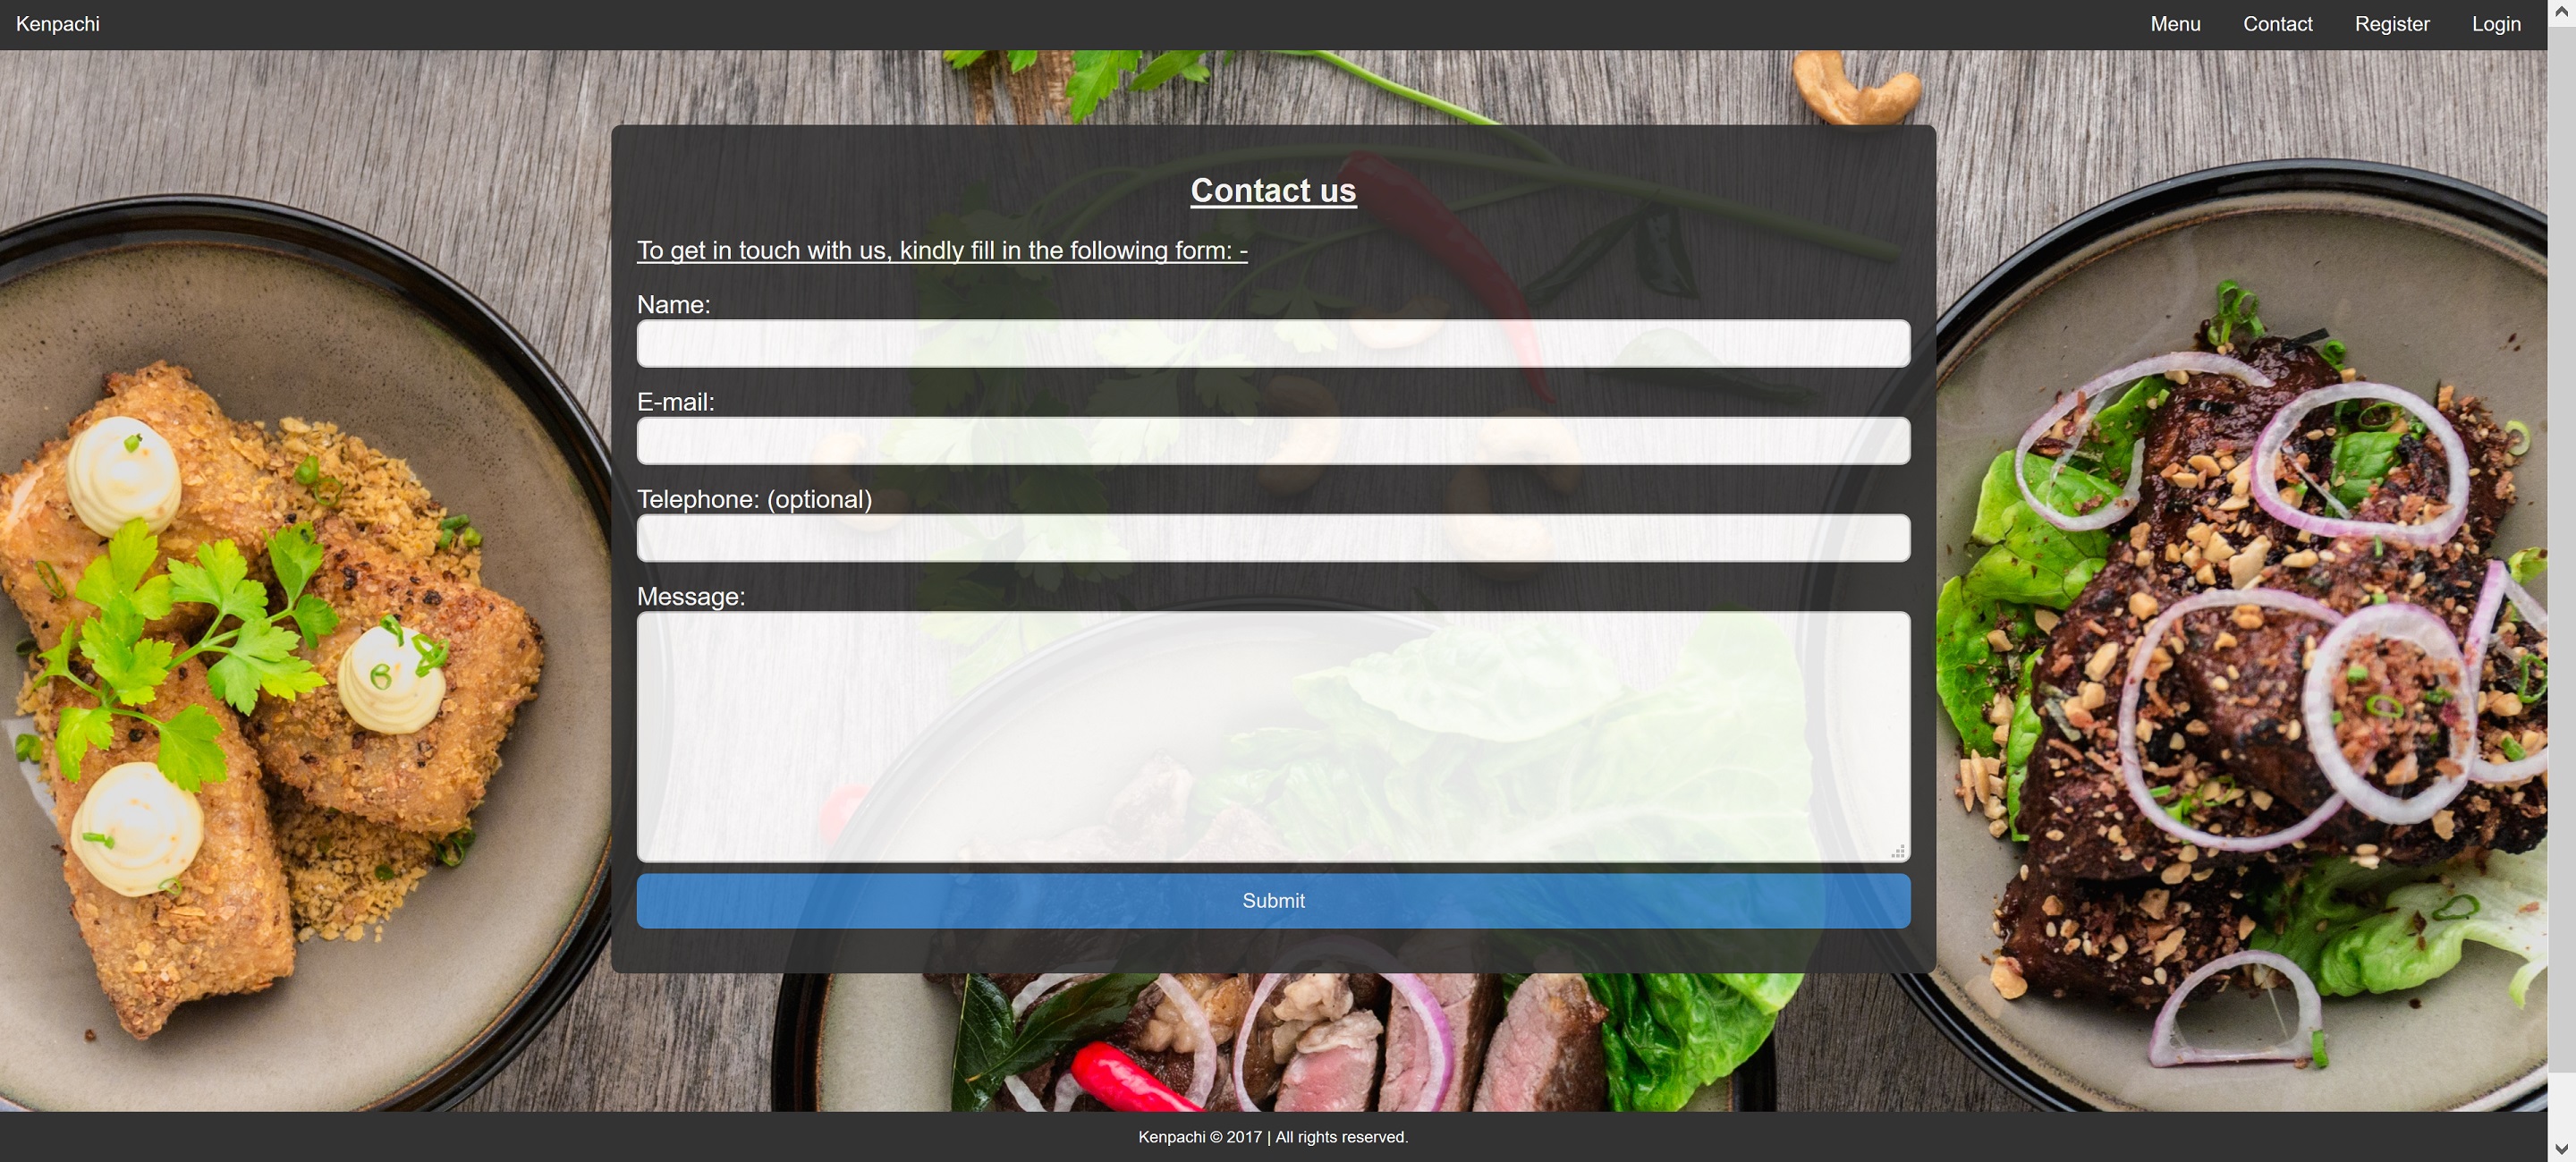 Kenpachi
Menu Contact Register Login
Contact us
To get in touch with us, kindly fill in the following form: -
Name:
E-mail:
Telephone: (optional)
Message:
Submit
Kenpachi © 2017 | All rights reserved.